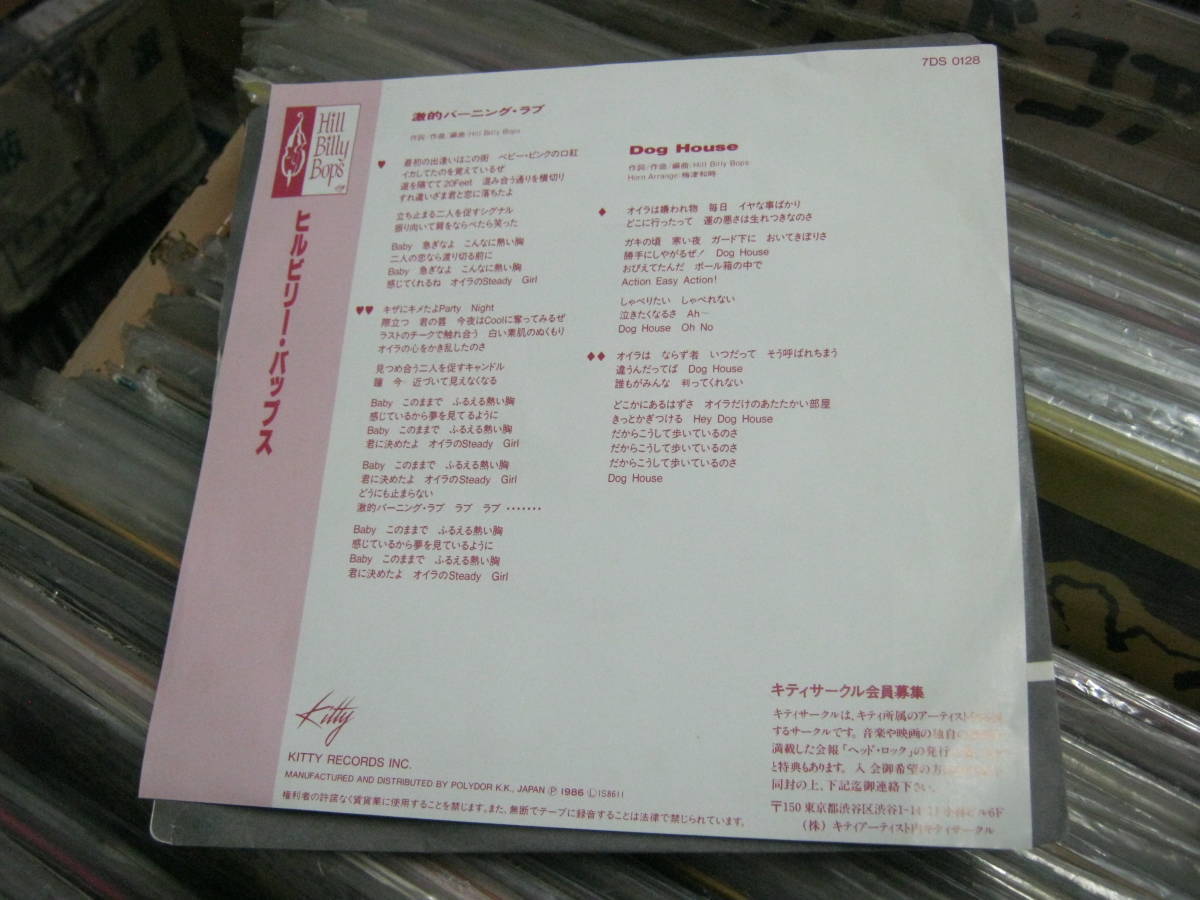 7DS 0128
Hill
Billy
Bop's
ヒルビリー・バップス
激的バーニング・ラブ
作詞/作曲/編曲:Hill Billy Bops
♥ 最初の出逢いはこの街 ベビー・ピンクの口紅
イカしてたのを覚えているぜ
道を隔てて20Feet 混み合う通りを横切り
すれ違いざま君と恋に落ちたよ
立ち止まる二人を促すシグナル
振り向いて肩をならべたら笑った
Baby 急ぎなよ こんなに熱い胸
二人の恋なら渡り切る前に
Baby 急ぎなよ こんなに熱い胸
感じてくれるね オイラのSteady Girl
♥♥ キザにキメたよParty Night
際立つ 君の唇 今夜はCoolに奪ってみるぜ
ラストのチークで触れ合う 白い素肌のぬくもり
オイラの心をかき乱したのさ
見つめ合う二人を促すキャンドル
瞳 今 近づいて見えなくなる
Baby このままで ふるえる熱い胸
感じているから夢を見てるように
Baby このままで ふるえる熱い胸
君に決めたよ オイラのSteady Girl
Baby このままで ふるえる熱い胸
君に決めたよ オイラのSteady Girl
どうにも止まらない
激的バーニング・ラブ ラブ ラブ ・・・・・・・
Baby このままで ふるえる熱い胸
感じているから夢を見ているように
Baby このままで ふるえる熱い胸
君に決めたよ オイラのSteady Girl
Dog House
作詞/作曲/編曲:Hill Billy Bops
Horn Arrange:梅津和時
♦ オイラは嫌われ物 毎日 イヤな事ばかり
どこに行ったって 運の悪さは生れつきなのさ
ガキの頃 寒い夜 ガード下に おいてきぼりさ
勝手にしやがるぜ! Dog House
おびえてたんだ ボール箱の中で
Action Easy Action!
しゃべりたい しゃべれない
泣きたくなるさ Ah—
Dog House Oh No
♦♦ オイラは ならず者 いつだって そう呼ばれちまう
違うんだってば Dog House
誰もがみんな 判ってくれない
どこかにあるはずさ オイラだけのあたたかい部屋
きっとかぎつける Hey Dog House
だからこうして歩いているのさ
だからこうして歩いているのさ
だからこうして歩いているのさ
Dog House
Kitty
KITTY RECORDS INC.
MANUFACTURED AND DISTRIBUTED BY POLYDOR K.K., JAPAN Ⓟ 1986 Ⓛ IS8611
権利者の許諾なく賃貸業に使用することを禁じます。また、無断でテープに録音することは法律で禁じられています。
キティサークル会員募集
キティサークルは、キティ所属のアーティスト
するサークルです。音楽や映画の独自の
満載した会報「ヘッド・ロック」の発行
と特典もあります。入会御希望の方
同封の上、下記迄御連絡下さい。
〒150 東京都渋谷区渋谷1-14-11小林ビル6F
(株)キティアーティスト内キティサークル